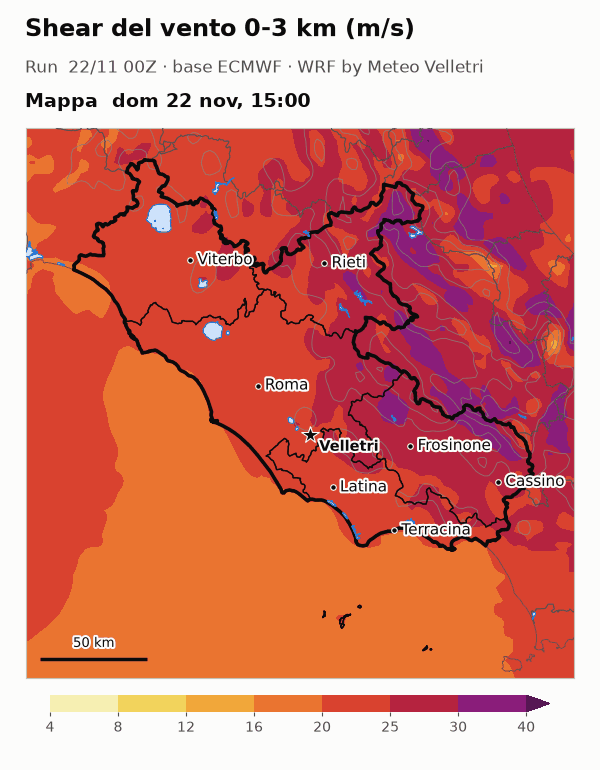 Shear del vento 0-3 km (m/s)
Run  22/11 00Z · base ECMWF · WRF by Meteo Velletri
Mappa  dom 22 nov, 15:00
Viterbo
Rieti
Roma
Velletri
Frosinone
Latina
Cassino
Terracina
50 km
4 8 12 16 20 25 30 40